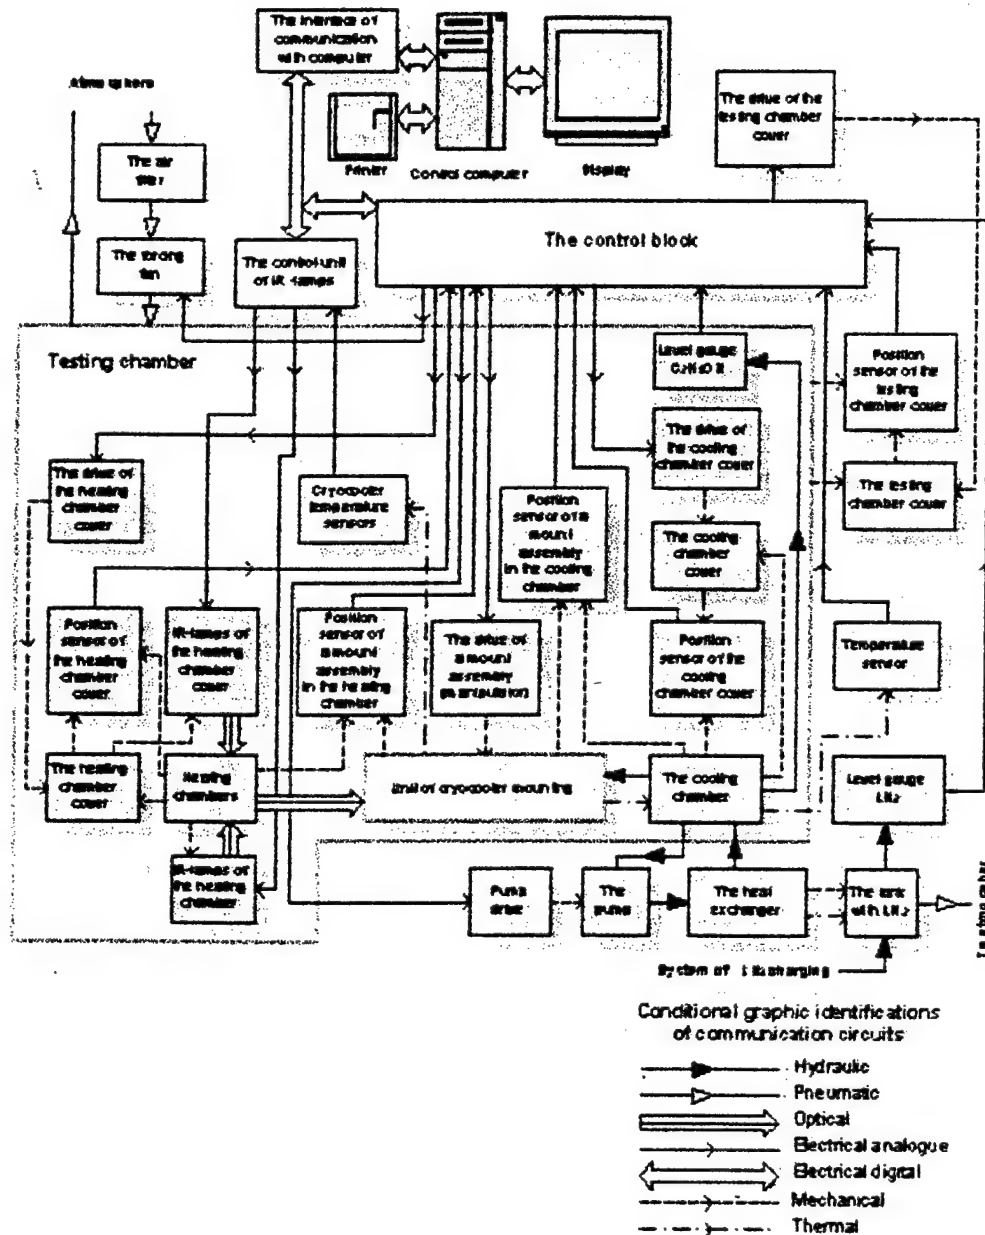 The interface of
communication
with computer
Atmosphere
The drive of the
testing chamber
cover
The air
filter
Printer
Control computer
Display
The control block
The strong
fan
The control unit
of IR-lamps
Testing chamber
Level gauge
C₂H₅OH
Position
sensor of the
testing
chamber cover
The drive of
the cooling
chamber cover
The drive of
the heating
chamber
cover
Cryocooler
temperature
sensors
Position
sensor of a
mount
assembly
in the cooling
chamber
The testing
chamber cover
The cooling
chamber
cover
Position
sensor of
the heating
chamber
cover
IR-lamps of
the heating
chamber
cover
Position
sensor of
a mount
assembly
in the heating
chamber
The drive of
a mount
assembly
(manipulation)
Position
sensor of the
cooling
chamber cover
Temperature
sensor
The heating
chamber
cover
Heating
chambers
Unit of cryocooler mounting
The cooling
chamber
Level gauge
LN₂
IR-lamps of
the heating
chamber
Pump
drive
The
pump
The heat
exchanger
The tank
with LN₂
To atmosphere
System of
charging
Conditional graphic identifications
of communication circuits
Hydraulic
Pneumatic
Optical
Electrical analogue
Electrical digital
Mechanical
Thermal